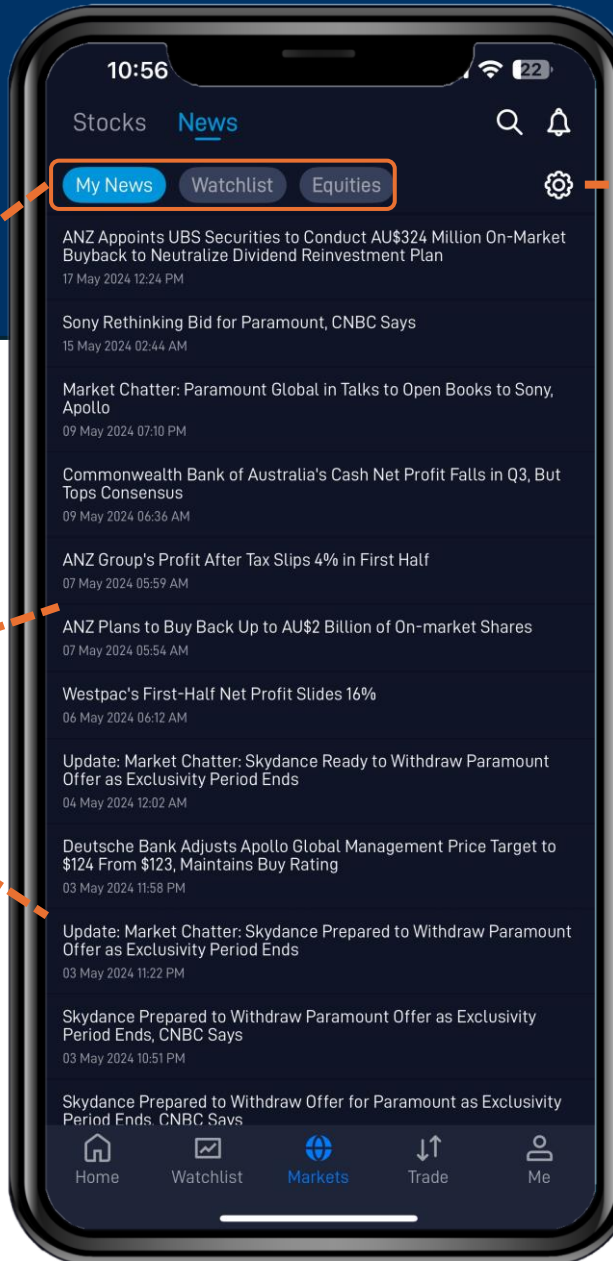 10:56
22
Stocks News
My News Watchlist Equities
ANZ Appoints UBS Securities to Conduct AU$324 Million On-Market
Buyback to Neutralize Dividend Reinvestment Plan
17 May 2024 12:24 PM
Sony Rethinking Bid for Paramount, CNBC Says
15 May 2024 02:44 AM
Market Chatter: Paramount Global in Talks to Open Books to Sony,
Apollo
09 May 2024 07:10 PM
Commonwealth Bank of Australia's Cash Net Profit Falls in Q3, But
Tops Consensus
09 May 2024 06:36 AM
ANZ Group's Profit After Tax Slips 4% in First Half
07 May 2024 05:59 AM
ANZ Plans to Buy Back Up to AU$2 Billion of On-market Shares
07 May 2024 05:54 AM
Westpac's First-Half Net Profit Slides 16%
06 May 2024 06:12 AM
Update: Market Chatter: Skydance Ready to Withdraw Paramount
Offer as Exclusivity Period Ends
04 May 2024 12:02 AM
Deutsche Bank Adjusts Apollo Global Management Price Target to
$124 From $123, Maintains Buy Rating
03 May 2024 11:58 PM
Update: Market Chatter: Skydance Prepared to Withdraw Paramount
Offer as Exclusivity Period Ends
03 May 2024 11:22 PM
Skydance Prepared to Withdraw Paramount Offer as Exclusivity
Period Ends, CNBC Says
03 May 2024 10:51 PM
Skydance Prepared to Withdraw Offer for Paramount as Exclusivity
Period Ends, CNBC Says
Home Watchlist Markets Trade Me